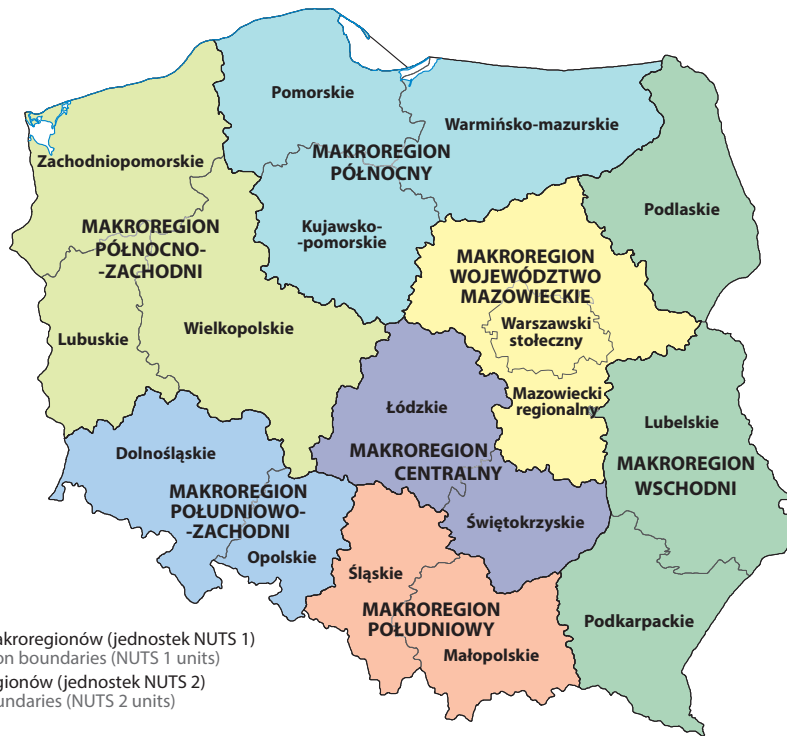 Pomorskie
Warmińsko-mazurskie
Zachodniopomorskie
MAKROREGION
PÓŁNOCNY
Podlaskie
MAKROREGION
PÓŁNOCNO-
-ZACHODNI
Kujawsko-
-pomorskie
MAKROREGION
WOJEWÓDZTWO
MAZOWIECKIE
Warszawski
stołeczny
Lubuskie
Wielkopolskie
Mazowiecki
regionalny
Łódzkie
Lubelskie
Dolnośląskie
MAKROREGION
CENTRALNY
MAKROREGION
WSCHODNI
MAKROREGION
POŁUDNIOWO-
-ZACHODNI
Świętokrzyskie
Opolskie
Śląskie
MAKROREGION
POŁUDNIOWY
Podkarpackie
Małopolskie
(jednostek NUTS 1)
boundaries (NUTS 1 units)
(jednostek NUTS 2)
(NUTS 2 units)